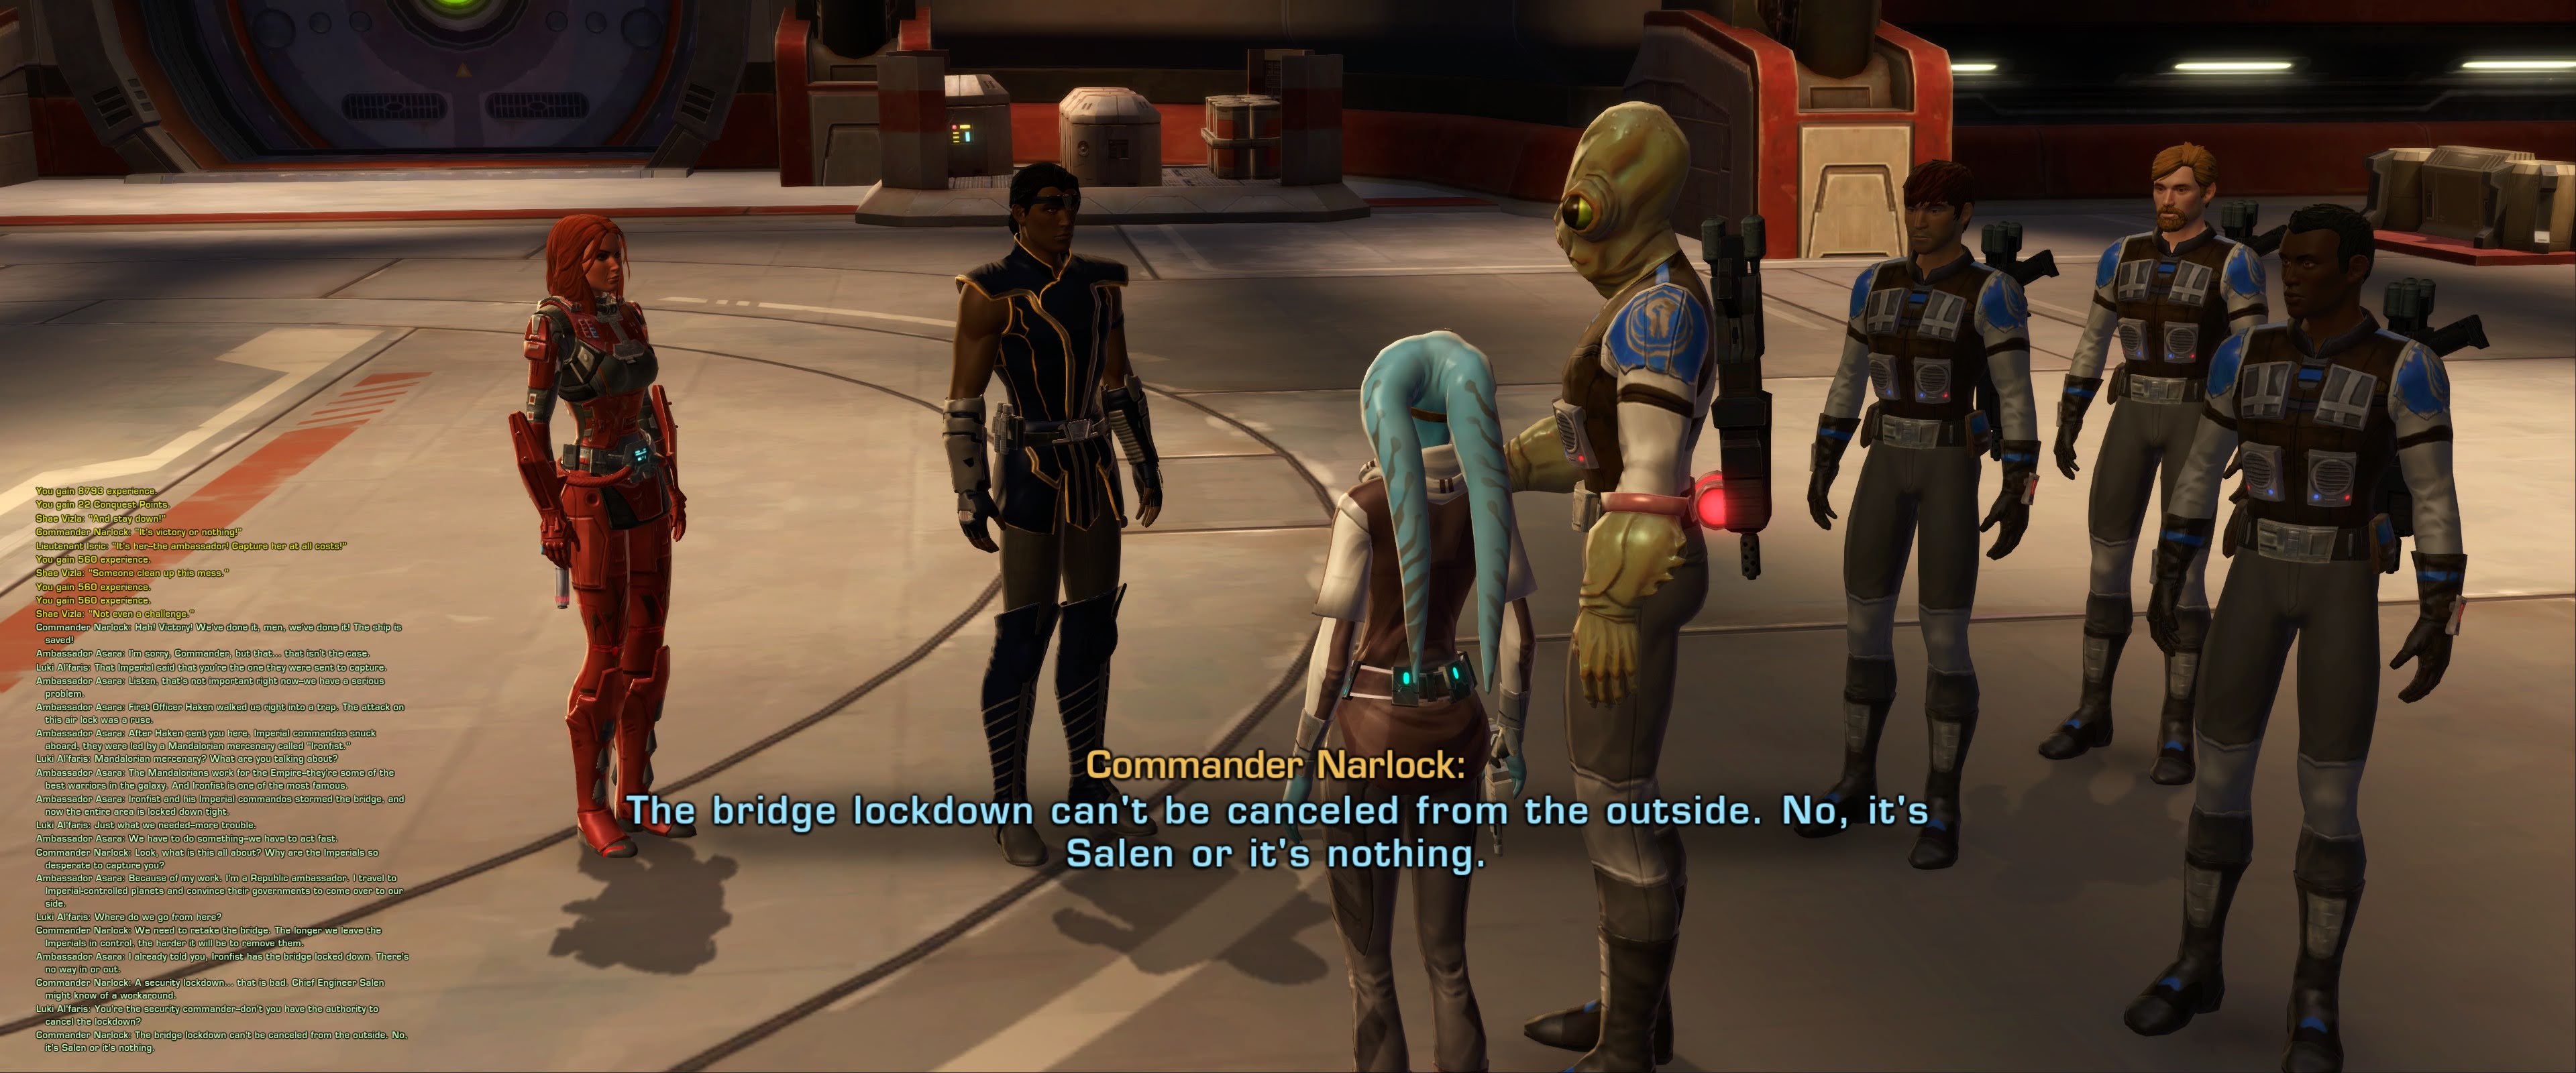 You gain 8793 experience.
You gain 22 Conquest Points.
Shae Vizla: "And stay down!"
Commander Narlock: "It's victory or nothing!"
Lieutenant Isric: "It's her—the ambassador! Capture her at all costs!"
You gain 560 experience.
Shae Vizla: "Someone clean up this mess."
You gain 560 experience.
You gain 560 experience.
Shae Vizla: "Not even a challenge."
Commander Narlock: Hah! Victory! We've done it, men, we've done it! The ship is
saved!
Ambassador Asara: I'm sorry, Commander, but that... that isn't the case.
Luki Al'faris: That Imperial said that you're the one they were sent to capture.
Ambassador Asara: Listen, that's not important right now—we have a serious
problem.
Ambassador Asara: First Officer Haken walked us right into a trap. The attack on
this air lock was a ruse.
Ambassador Asara: After Haken sent you here, Imperial commandos snuck
aboard, they were led by a Mandalorian mercenary called "Ironfist."
Luki Al'faris: Mandalorian mercenary? What are you talking about?
Ambassador Asara: The Mandalorians work for the Empire—they're some of the
best warriors in the galaxy. And Ironfist is one of the most famous.
Ambassador Asara: Ironfist and his Imperial commandos stormed the bridge, and
now the entire area is locked down tight.
Luki Al'faris: Just what we needed—more trouble.
Ambassador Asara: We have to do something—we have to act fast.
Commander Narlock: Look, what is this all about? Why are the Imperials so
desperate to capture you?
Ambassador Asara: Because of my work. I'm a Republic ambassador. I travel to
Imperial-controlled planets and convince their governments to come over to our
side.
Luki Al'faris: Where do we go from here?
Commander Narlock: We need to retake the bridge. The longer we leave the
Imperials in control, the harder it will be to remove them.
Ambassador Asara: I already told you, Ironfist has the bridge locked down. There's
no way in or out.
Commander Narlock: A security lockdown... that is bad. Chief Engineer Salen
might know of a workaround.
Luki Al'faris: You're the security commander—don't you have the authority to
cancel the lockdown?
Commander Narlock: The bridge lockdown can't be canceled from the outside. No,
it's Salen or it's nothing.
Commander Narlock:
The bridge lockdown can't be canceled from the outside. No, it's
Salen or it's nothing.